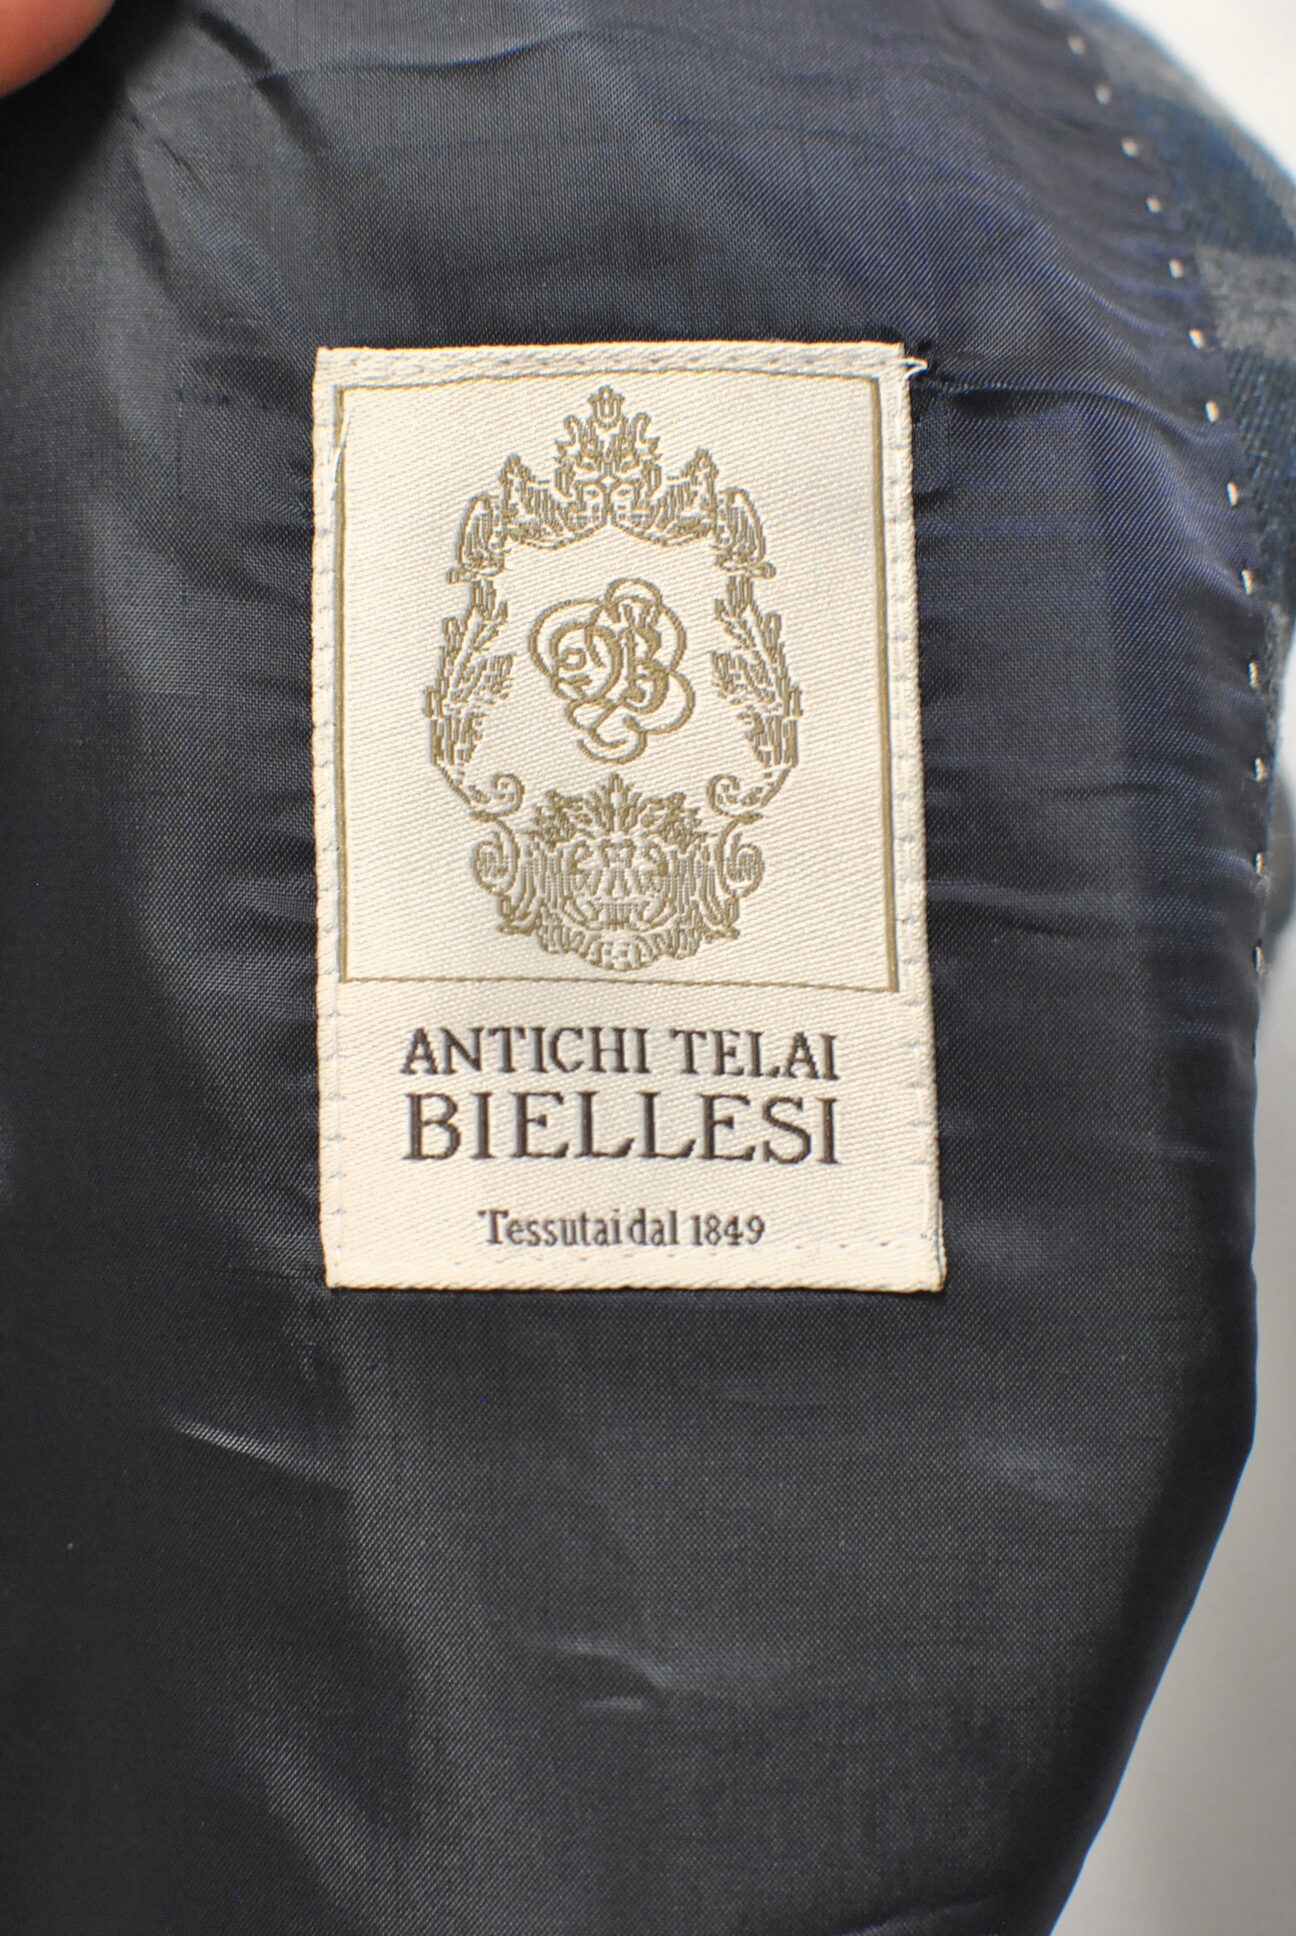 ANTICHI TELAI
BIELLESI
Tessutai dal 1849